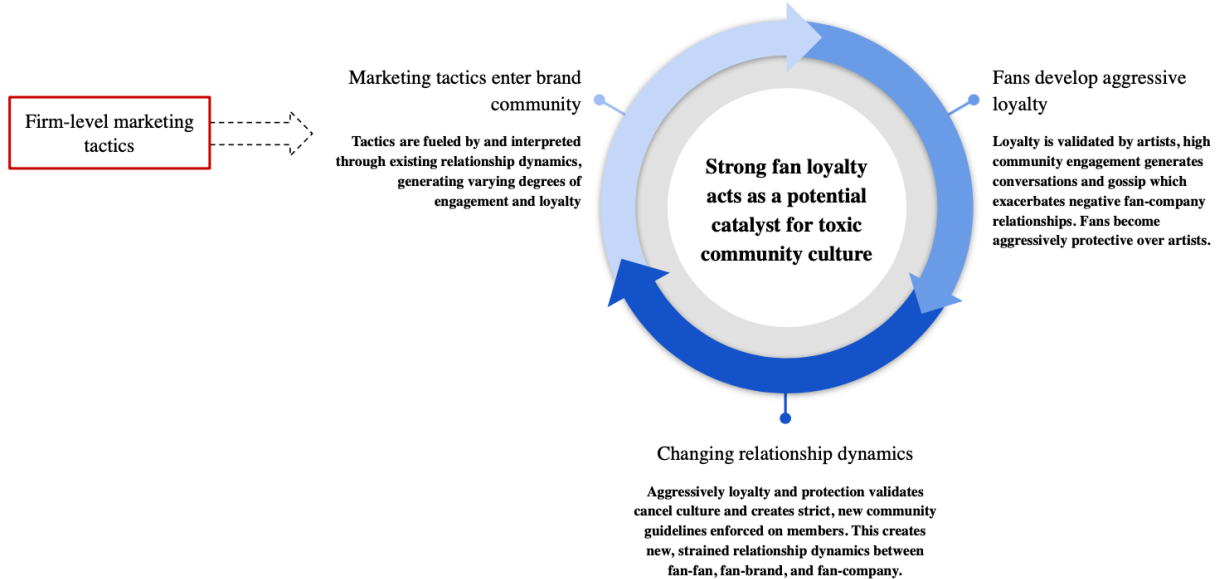 Firm-level marketing
tactics
Marketing tactics enter brand
community
Tactics are fueled by and interpreted
through existing relationship dynamics,
generating varying degrees of
engagement and loyalty
Strong fan loyalty
acts as a potential
catalyst for toxic
community culture
Fans develop aggressive
loyalty
Loyalty is validated by artists, high
community engagement generates
conversations and gossip which
exacerbates negative fan-company
relationships. Fans become
aggressively protective over artists.
Changing relationship dynamics
Aggressively loyalty and protection validates
cancel culture and creates strict, new community
guidelines enforced on members. This creates
new, strained relationship dynamics between
fan-fan, fan-brand, and fan-company.